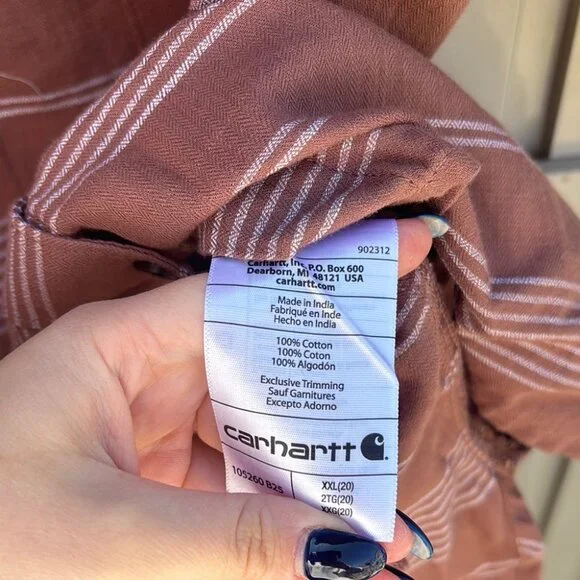 902312
Carhartt, Inc. P.O. Box 600
Dearborn, MI 48121 USA
carhartt.com
Made in India
Fabriqué en Inde
Hecho en India
100% Cotton
100% Coton
100% Algodón
Exclusive Trimming
Sauf Garnitures
Excepto Adorno
carhartt
105260 B25
XXL(20)
2TG(20)
XXG(20)